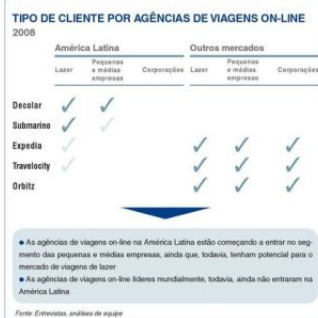 TIPO DE CLIENTE POR AGÊNCIAS DE VIAGENS ON-LINE
2008
América Latina Outros mercados
Lazer Pequenas e médias empresas Corporações Lazer Pequenas e médias empresas Corporações
Decolar
Submarino
Expedia
Travelocity
Orbitz
• As agências de viagens on-line na América Latina estão começando a entrar no seg-
mento das pequenas e médias empresas, ainda que, todavia, tenham potencial para o
mercado de viagens de lazer
• As agências de viagens on-line líderes mundialmente, todavia, ainda não entraram na
América Latina
Fonte: Entrevistas, análises de equipe